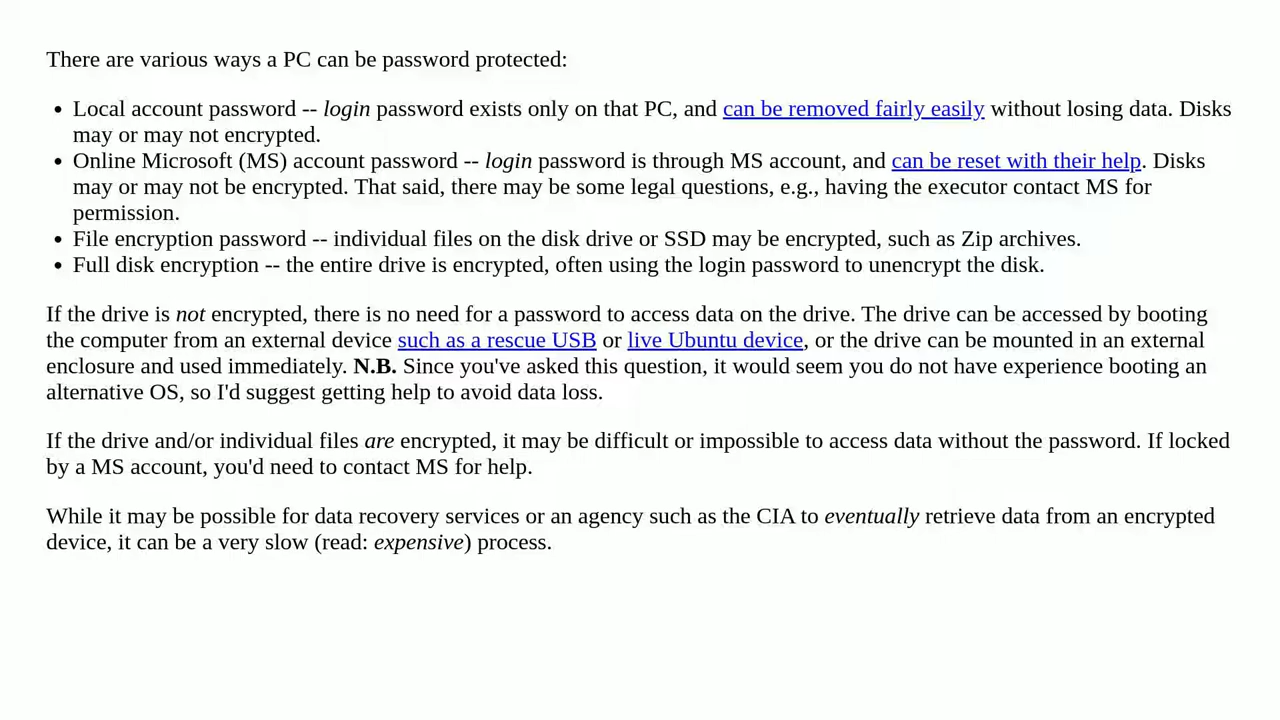 There are various ways a PC can be password protected:
• Local account password -- login password exists only on that PC, and can be removed fairly easily without losing data. Disks
may or may not encrypted.
• Online Microsoft (MS) account password -- login password is through MS account, and can be reset with their help. Disks
may or may not be encrypted. That said, there may be some legal questions, e.g., having the executor contact MS for
permission.
• File encryption password -- individual files on the disk drive or SSD may be encrypted, such as Zip archives.
• Full disk encryption -- the entire drive is encrypted, often using the login password to unencrypt the disk.
If the drive is not encrypted, there is no need for a password to access data on the drive. The drive can be accessed by booting
the computer from an external device such as a rescue USB or live Ubuntu device, or the drive can be mounted in an external
enclosure and used immediately. N.B. Since you've asked this question, it would seem you do not have experience booting an
alternative OS, so I'd suggest getting help to avoid data loss.
If the drive and/or individual files are encrypted, it may be difficult or impossible to access data without the password. If locked
by a MS account, you'd need to contact MS for help.
While it may be possible for data recovery services or an agency such as the CIA to eventually retrieve data from an encrypted
device, it can be a very slow (read: expensive) process.